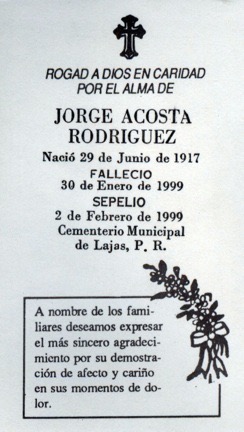 ROGAD A DIOS EN CARIDAD
POR EL ALMA DE
JORGE ACOSTA
RODRIGUEZ
Nació 29 de Junio de 1917
FALLECIO
30 de Enero de 1999
SEPELIO
2 de Febrero de 1999
Cementerio Municipal
de Lajas, P. R.
A nombre de los fami-
liares deseamos expresar
el más sincero agradeci-
miento por su demostra-
ción de afecto y cariño
en sus momentos de do-
lor.